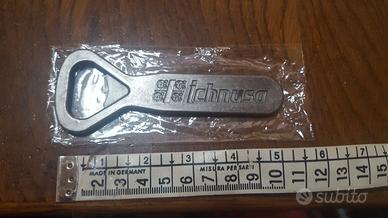 ichnusa
1 2 3 4 5 6 7 8 9 10 11 12 13 14 15
MADE IN GERMANY
MISURA PER SARTI
subito